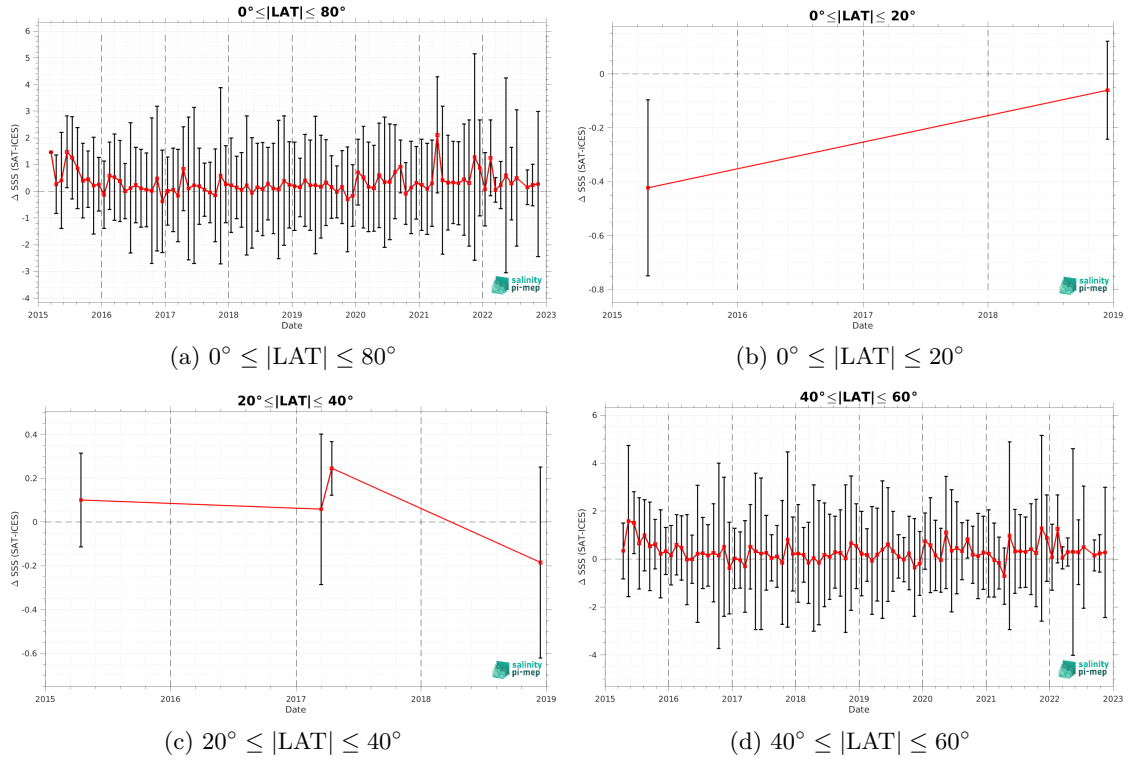 0°≤|LAT|≤ 80°
6
5
4
3
2
1
0
-1
-2
-3
-4
Δ SSS (SAT-ICES)
2015 2016 2017 2018 2019 2020 2021 2022 2023
Date
salinity
pi-mep
(a) 0° ≤ |LAT| ≤ 80°
0°≤|LAT|≤ 20°
0
-0.2
-0.4
-0.6
-0.8
Δ SSS (SAT-ICES)
2015 2016 2017 2018 2019
Date
salinity
pi-mep
(b) 0° ≤ |LAT| ≤ 20°
20°≤|LAT|≤ 40°
0.4
0.2
0
-0.2
-0.4
-0.6
Δ SSS (SAT-ICES)
2015 2016 2017 2018 2019
Date
salinity
pi-mep
(c) 20° ≤ |LAT| ≤ 40°
40°≤|LAT|≤ 60°
6
4
2
0
-2
-4
Δ SSS (SAT-ICES)
2015 2016 2017 2018 2019 2020 2021 2022 2023
Date
salinity
pi-mep
(d) 40° ≤ |LAT| ≤ 60°